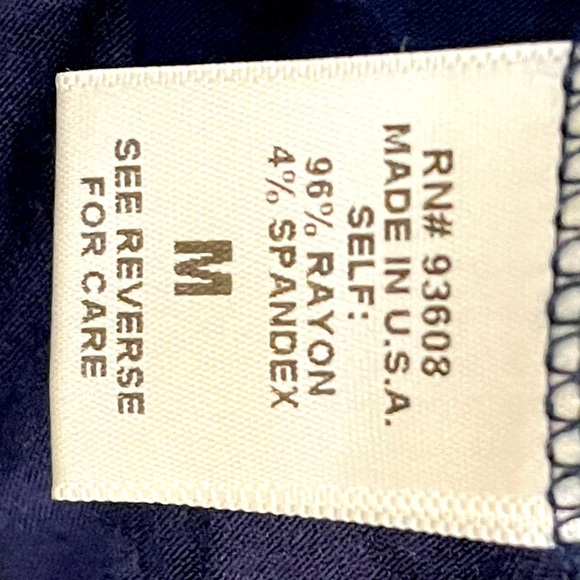 RN# 93608
MADE IN U.S.A.
SELF:
96% RAYON
4% SPANDEX
M
SEE REVERSE
FOR CARE